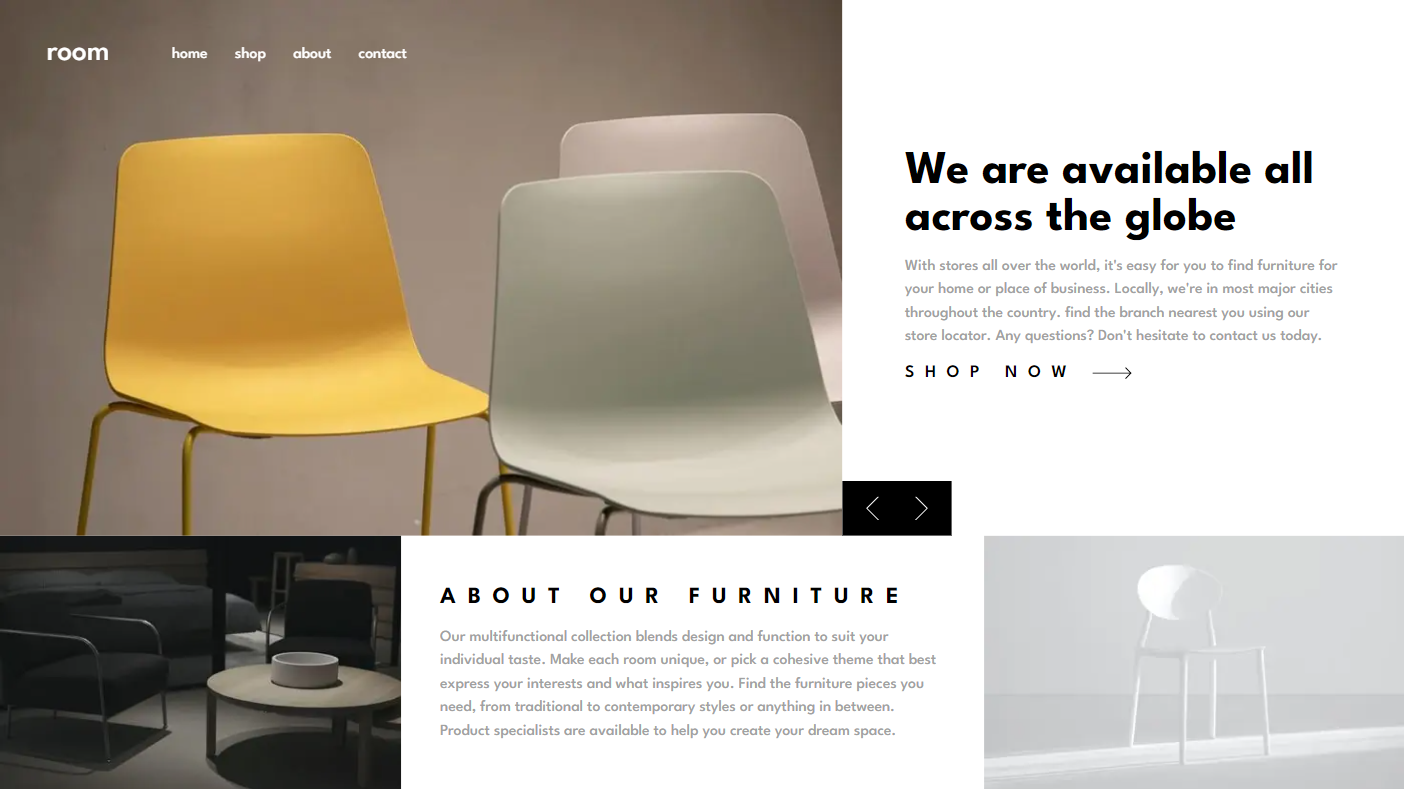 room
home shop about contact
We are available all
across the globe
With stores all over the world, it's easy for you to find furniture for
your home or place of business. Locally, we're in most major cities
throughout the country. find the branch nearest you using our
store locator. Any questions? Don't hesitate to contact us today.
SHOP NOW
ABOUT OUR FURNITURE
Our multifunctional collection blends design and function to suit your
individual taste. Make each room unique, or pick a cohesive theme that best
express your interests and what inspires you. Find the furniture pieces you
need, from traditional to contemporary styles or anything in between.
Product specialists are available to help you create your dream space.